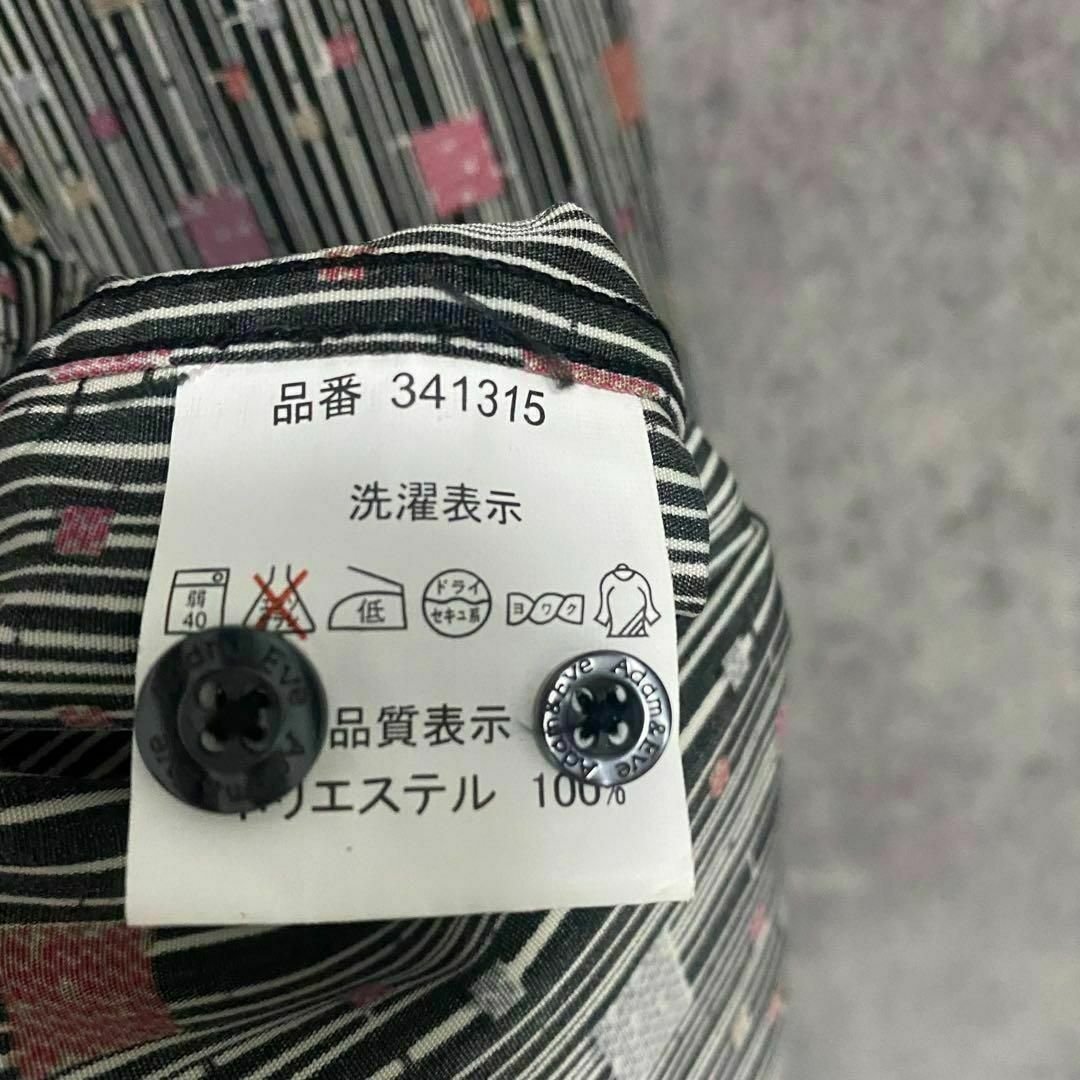 品番 341315
洗濯表示
弱 40 低 ドライ セキユ系 ヨワク
Adam&Eve Adam&Eve
品質表示
ポリエステル 100%